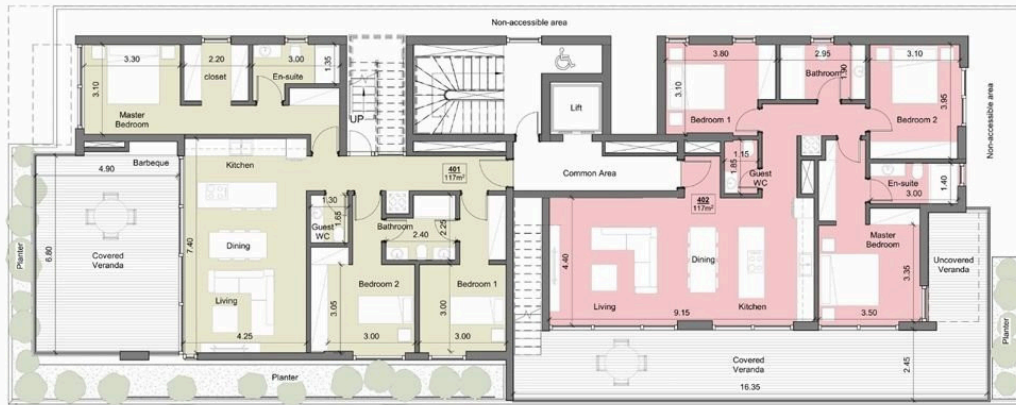 Non-accessible area
3.30
2.20
3.00
1.35
closet
En-suite
3.10
Master
Bedroom
UP
Lift
3.80
2.95
3.10
Bathroom
1.90
3.10
3.95
Bedroom 1
Bedroom 2
Non-accessible area
Barbeque
4.90
Kitchen
401
117m²
Common Area
1.15
1.85
Guest
WC
402
117m²
En-suite
1.40
3.00
1.30
1.65
Guest
WC
Bathroom
2.25
2.40
Planter
6.80
Covered
Veranda
7.40
Dining
Living
4.25
3.05
Bedroom 2
3.00
Bedroom 1
3.00
3.00
4.40
Living
Dining
Kitchen
9.15
Master
Bedroom
3.35
3.50
Uncovered
Veranda
Planter
Planter
Covered
Veranda
16.35
2.45